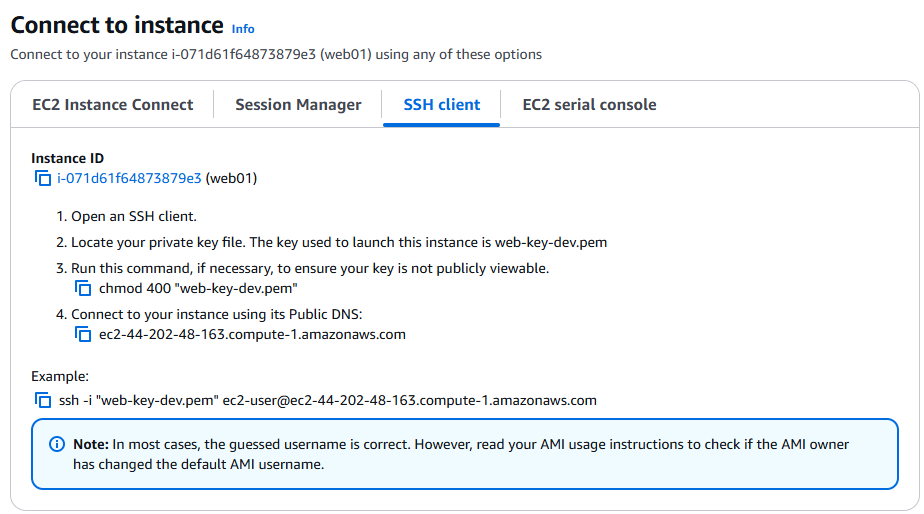 Connect to instance Info
Connect to your instance i-071d61f64873879e3 (web01) using any of these options
EC2 Instance Connect Session Manager SSH client EC2 serial console
Instance ID
i-071d61f64873879e3 (web01)
1. Open an SSH client.
2. Locate your private key file. The key used to launch this instance is web-key-dev.pem
3. Run this command, if necessary, to ensure your key is not publicly viewable.
chmod 400 "web-key-dev.pem"
4. Connect to your instance using its Public DNS:
ec2-44-202-48-163.compute-1.amazonaws.com
Example:
ssh -i "web-key-dev.pem" ec2-user@ec2-44-202-48-163.compute-1.amazonaws.com
Note: In most cases, the guessed username is correct. However, read your AMI usage instructions to check if the AMI owner
has changed the default AMI username.